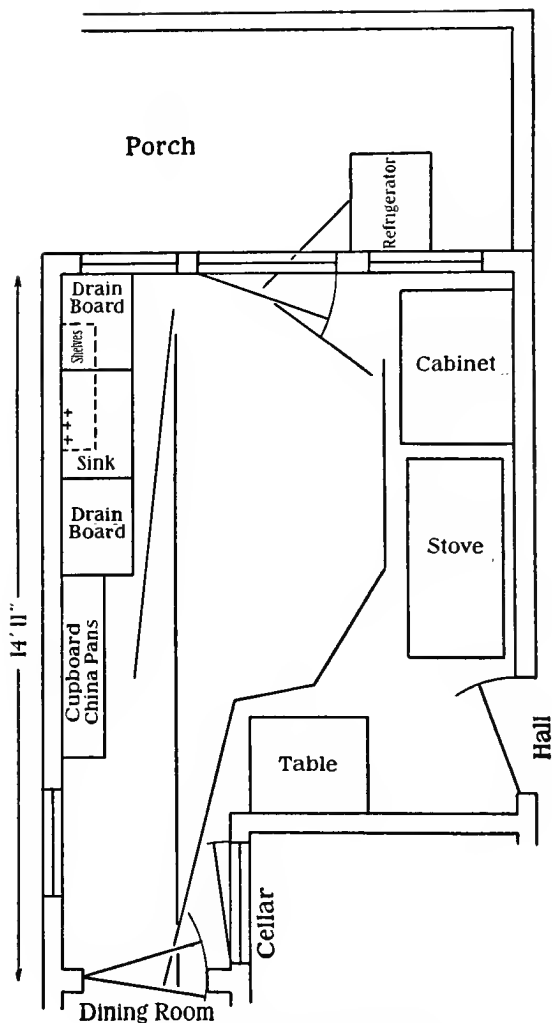 Porch
Refrigerator
Drain
Board
Shelves
+++
Sink
Cabinet
Drain
Board
Stove
14' 11"
Cupboard
China Pans
Table
Hall
Cellar
Dining Room